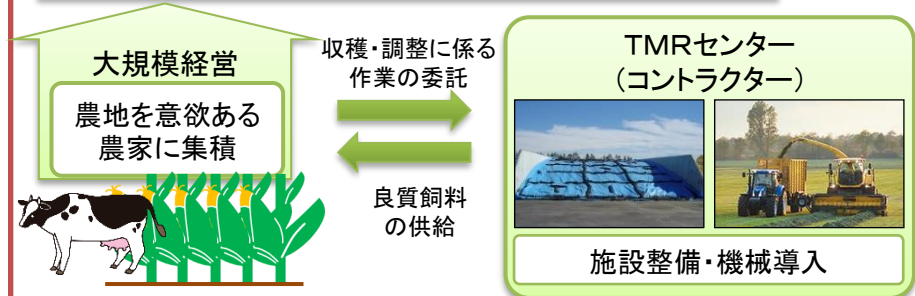 大規模経営
農地を意欲ある
農家に集積
収穫・調整に係る
作業の委託
良質飼料
の供給
TMRセンター
(コントラクター)
施設整備・機械導入